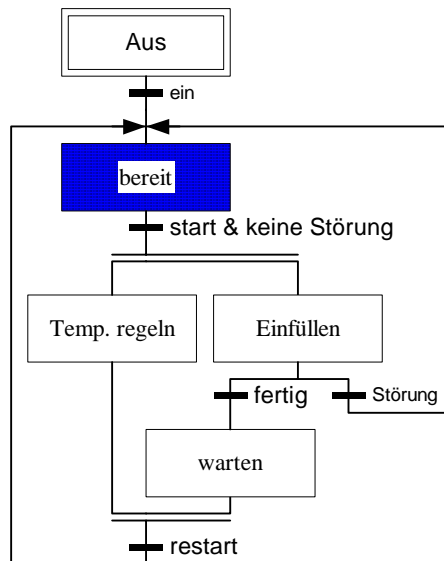 Aus
ein
bereit
start & keine Störung
Temp. regeln
Einfüllen
fertig
Störung
warten
restart